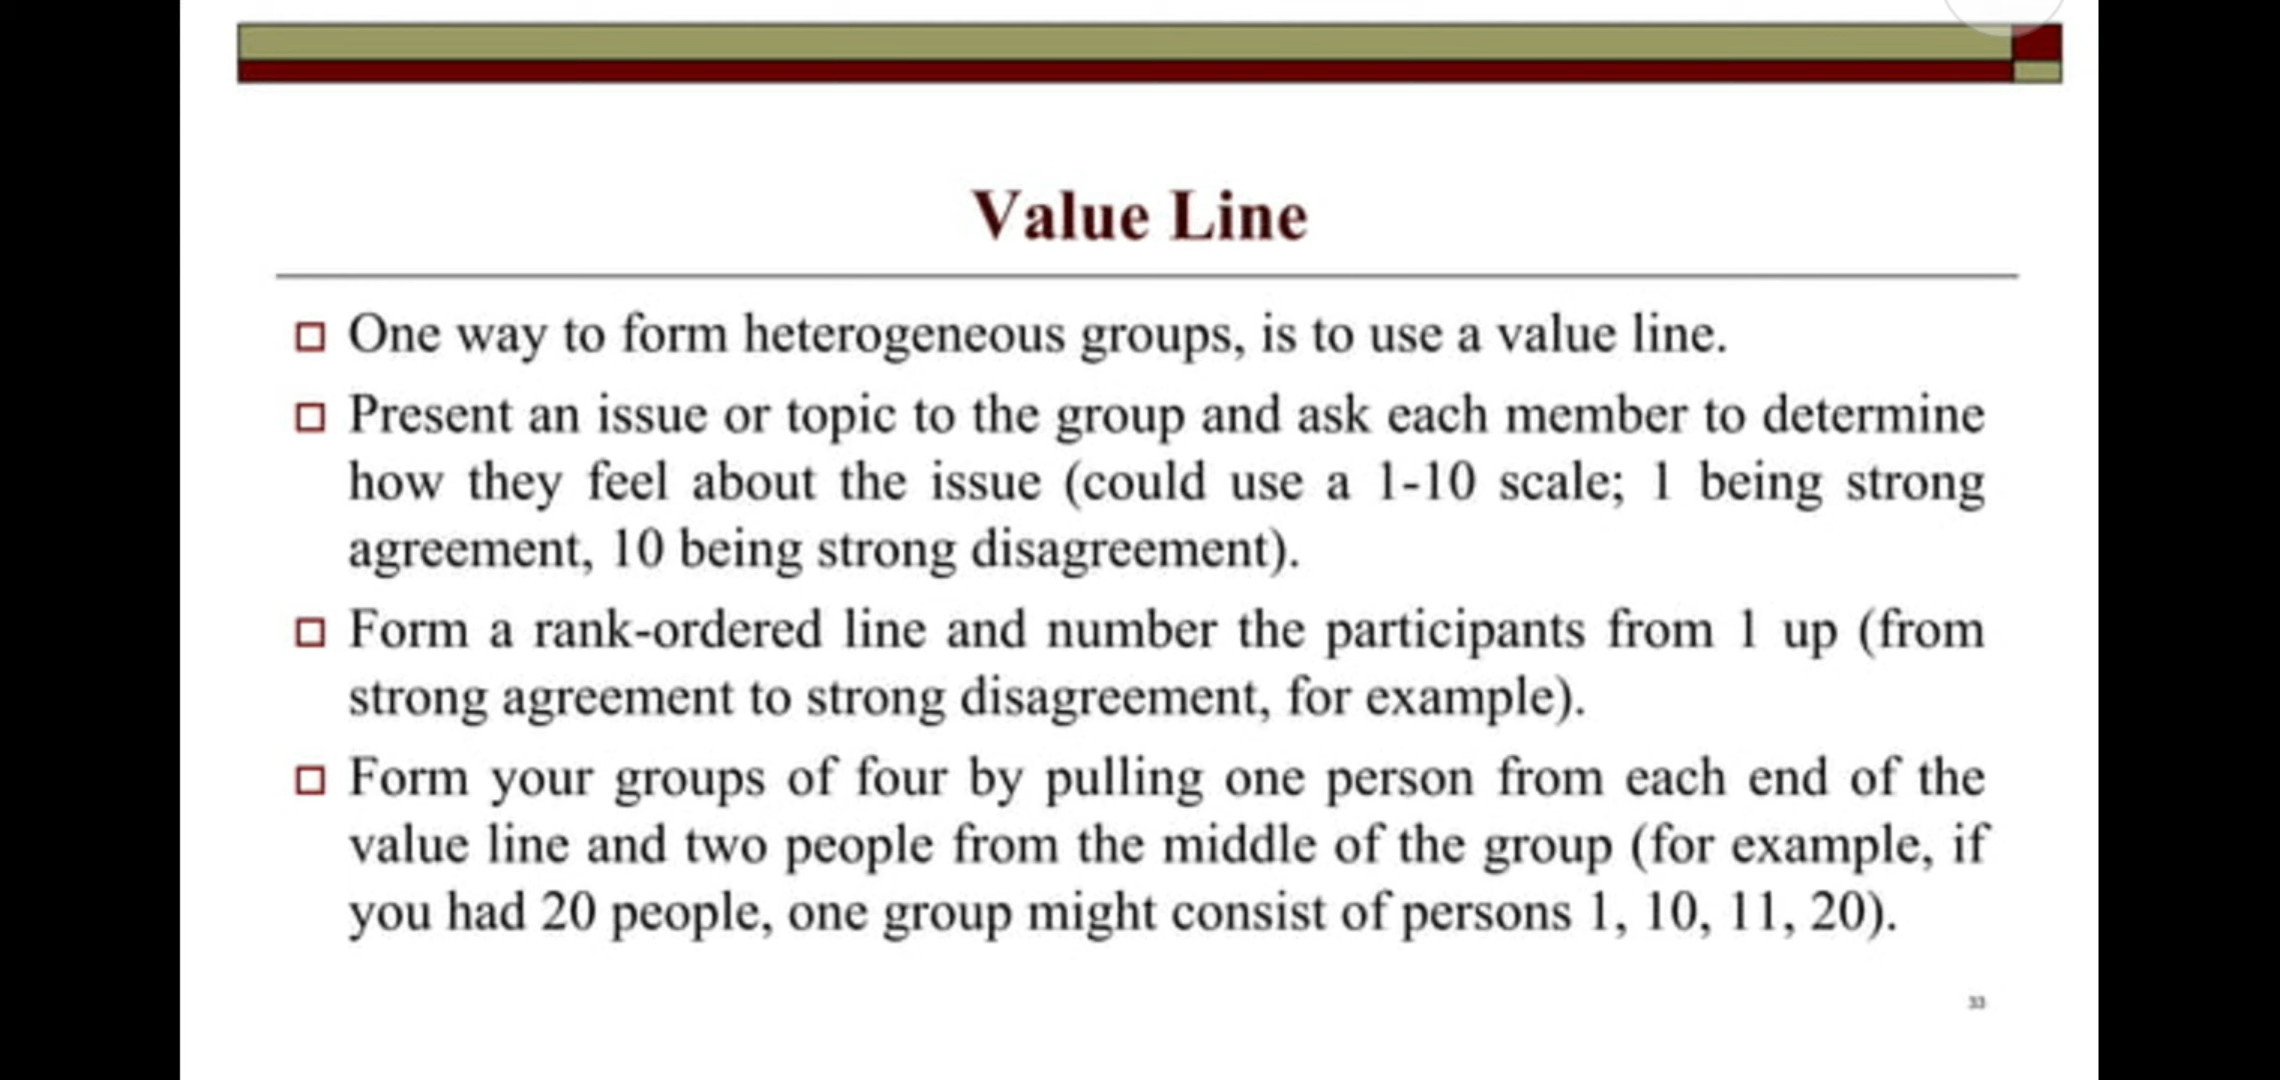 Value Line
One way to form heterogeneous groups, is to use a value line.
Present an issue or topic to the group and ask each member to determine
how they feel about the issue (could use a 1-10 scale; 1 being strong
agreement, 10 being strong disagreement).
Form a rank-ordered line and number the participants from 1 up (from
strong agreement to strong disagreement, for example).
Form your groups of four by pulling one person from each end of the
value line and two people from the middle of the group (for example, if
you had 20 people, one group might consist of persons 1, 10, 11, 20).
33